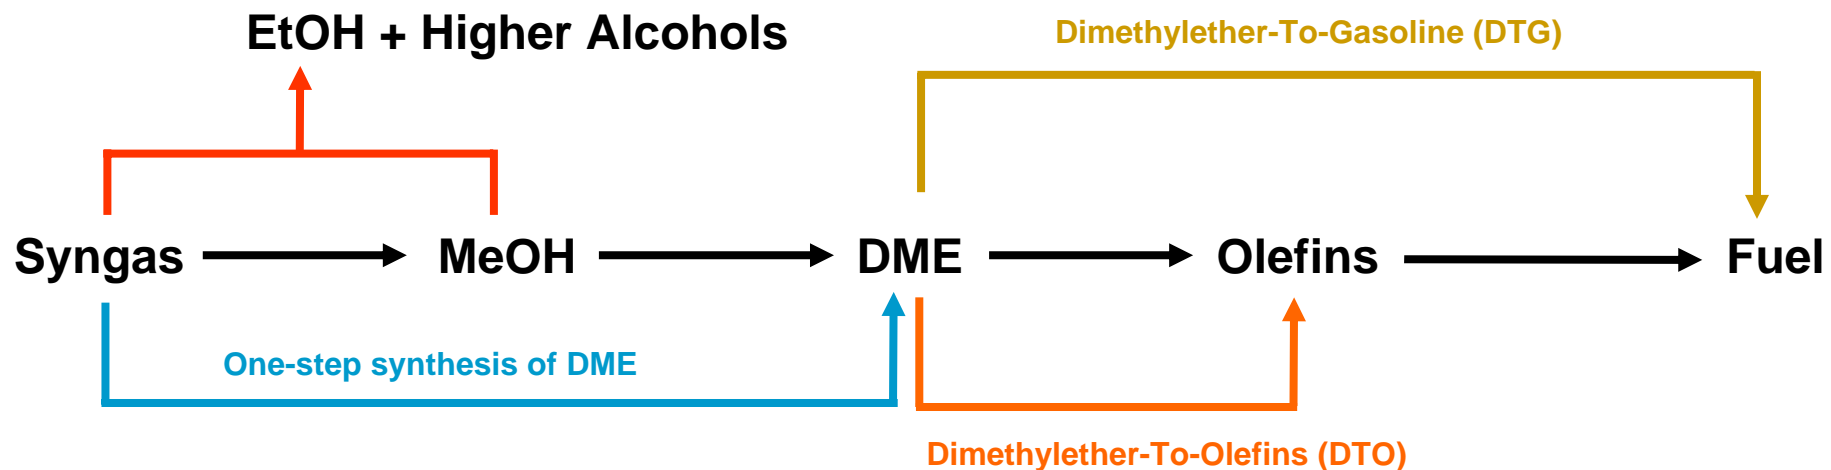 EtOH + Higher Alcohols
Dimethylether-To-Gasoline (DTG)
Syngas
MeOH
DME
Olefins
Fuel
One-step synthesis of DME
Dimethylether-To-Olefins (DTO)